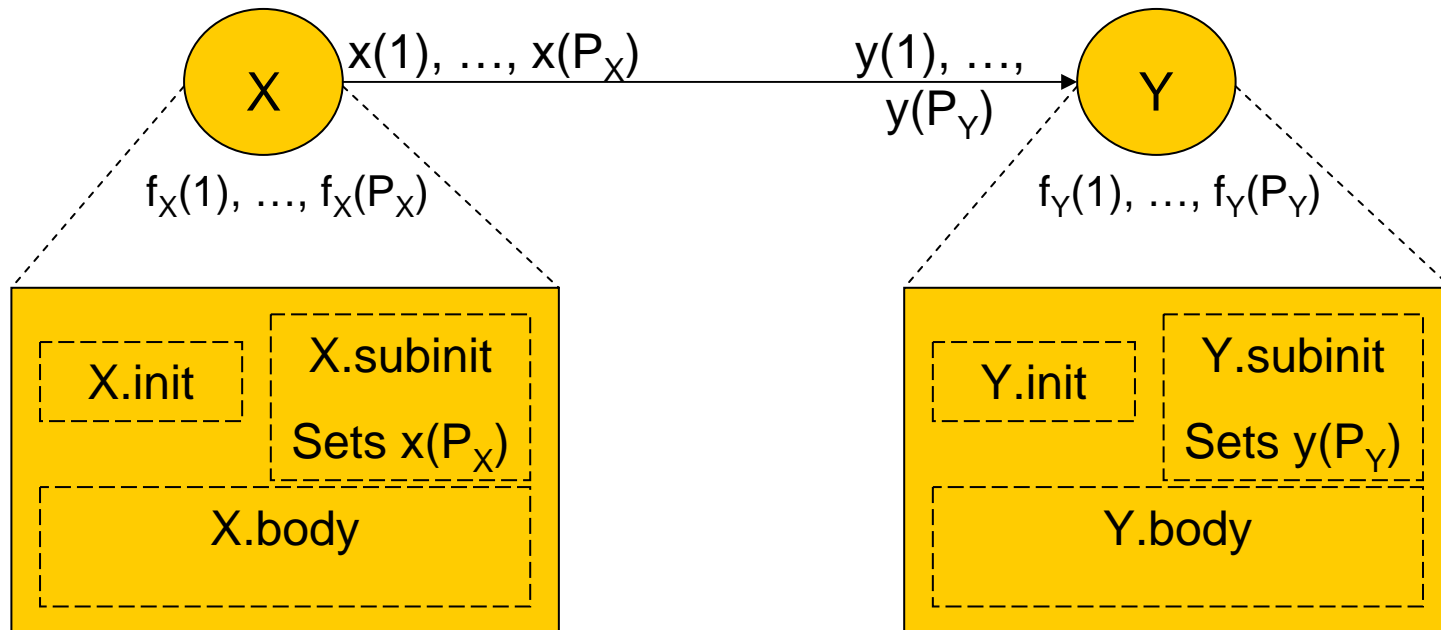 X
x(1), …, x(P_X)
y(1), …,
y(P_Y)
Y
f_X(1), …, f_X(P_X)
f_Y(1), …, f_Y(P_Y)
X.init
X.subinit
Sets x(P_X)
X.body
Y.init
Y.subinit
Sets y(P_Y)
Y.body